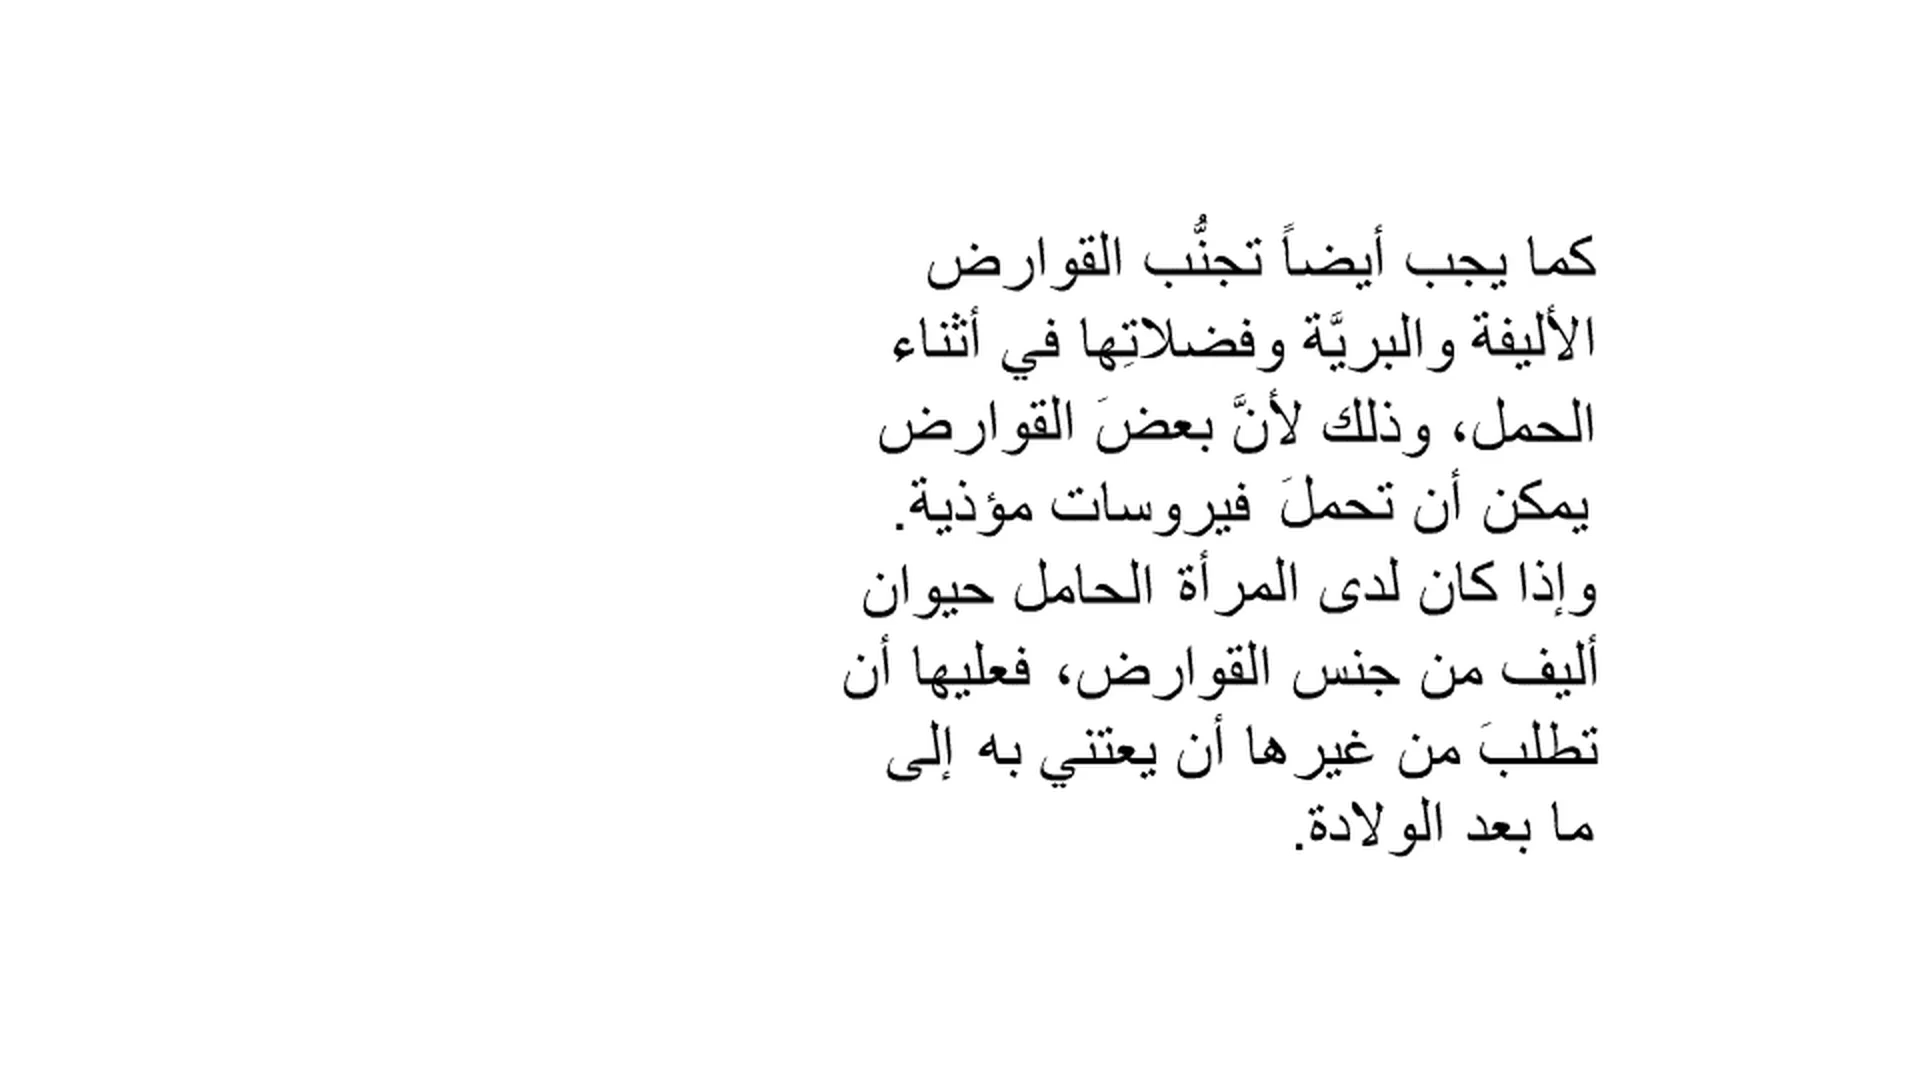 كما يجب أيضاً تجنُّب القوارض
الأليفة والبريَّة وفضلاتِها في أثناء
الحمل، وذلك لأنَّ بعضَ القوارض
يمكن أن تحملَ فيروسات مؤذية.
وإذا كان لدى المرأة الحامل حيوان
أليف من جنس القوارض، فعليها أن
تطلبَ من غيرها أن يعتني به إلى
ما بعد الولادة.